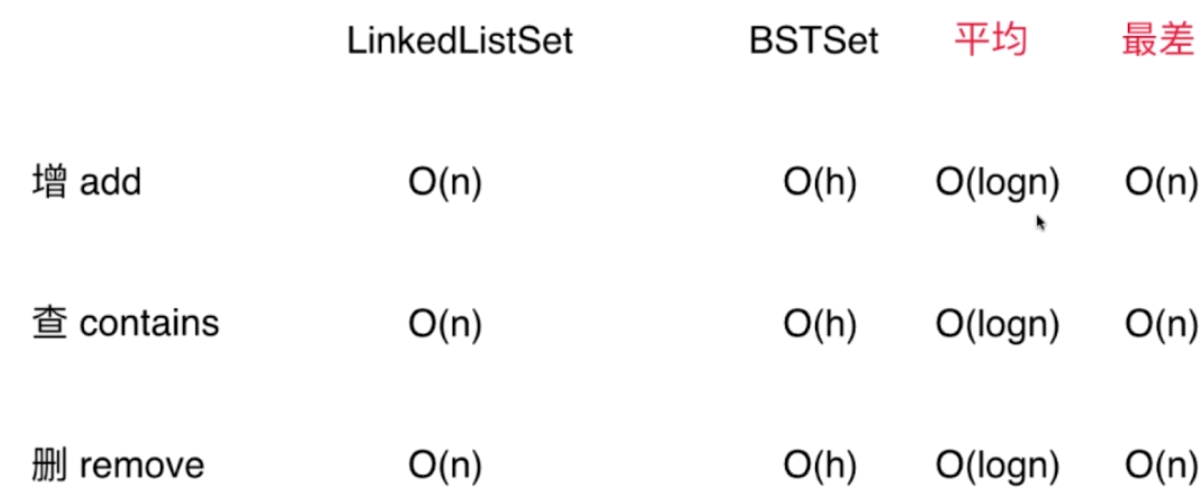 LinkedListSet BSTSet 平均 最差
增 add O(n) O(h) O(logn) O(n)
查 contains O(n) O(h) O(logn) O(n)
删 remove O(n) O(h) O(logn) O(n)